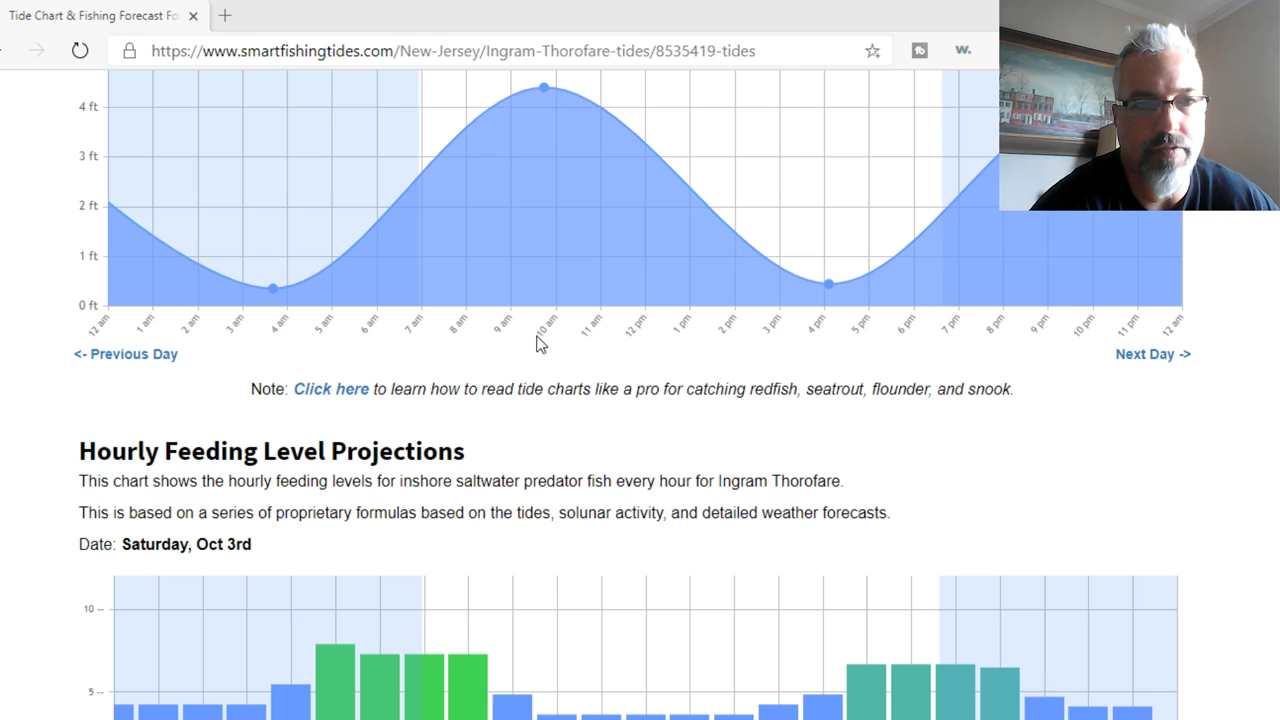 Tide Chart & Fishing Forecast Fo
https://www.smartfishingtides.com/New-Jersey/Ingram-Thorofare-tides/8535419-tides
w.
4 ft
3 ft
2 ft
1 ft
0 ft
12 am 1 am 2 am 3 am 4 am 5 am 6 am 7 am 8 am 9 am 10 am 11 am 12 pm 1 pm 2 pm 3 pm 4 pm 5 pm 6 pm 7 pm 8 pm 9 pm 10 pm 11 pm 12 am
<- Previous Day
Next Day ->
Note: Click here to learn how to read tide charts like a pro for catching redfish, seatrout, flounder, and snook.
Hourly Feeding Level Projections
This chart shows the hourly feeding levels for inshore saltwater predator fish every hour for Ingram Thorofare.
This is based on a series of proprietary formulas based on the tides, solunar activity, and detailed weather forecasts.
Date: Saturday, Oct 3rd
10 --
5 --